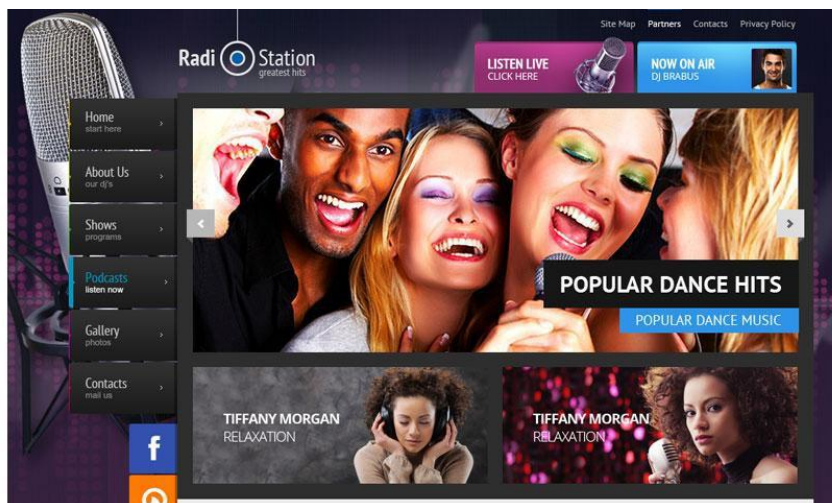 Site Map Partners Contacts Privacy Policy
Radi Station
greatest hits
LISTEN LIVE
CLICK HERE
NOW ON AIR
DJ BRABUS
Home
start here
About Us
our dj's
Shows
programs
Podcasts
listen now
Gallery
photos
Contacts
mail us
POPULAR DANCE HITS
POPULAR DANCE MUSIC
TIFFANY MORGAN
RELAXATION
TIFFANY MORGAN
RELAXATION
f